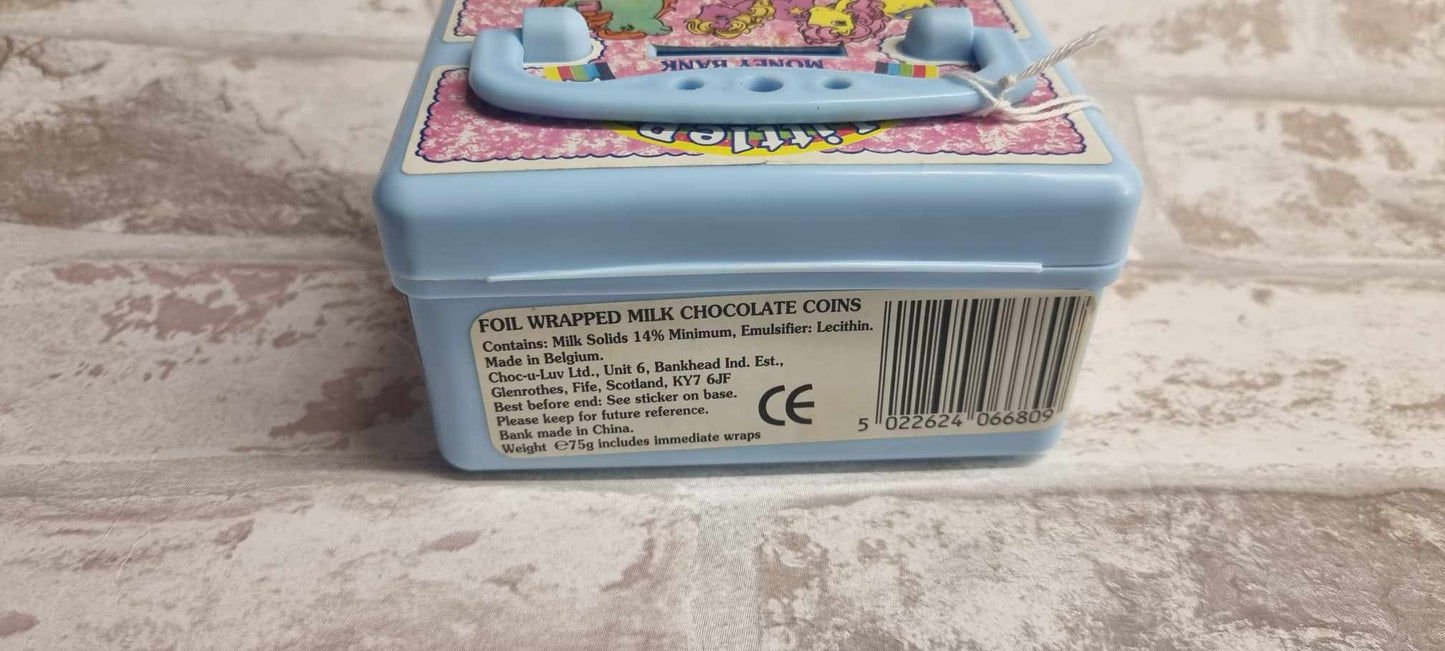 MONEY BANK
Little P
FOIL WRAPPED MILK CHOCOLATE COINS
Contains: Milk Solids 14% Minimum, Emulsifier: Lecithin.
Made in Belgium.
Choc-u-Luv Ltd., Unit 6, Bankhead Ind. Est.,
Glenrothes, Fife, Scotland, KY7 6JF
Best before end: See sticker on base.
Please keep for future reference.
Bank made in China.
Weight ℮75g includes immediate wraps
CE
5 022624 066809